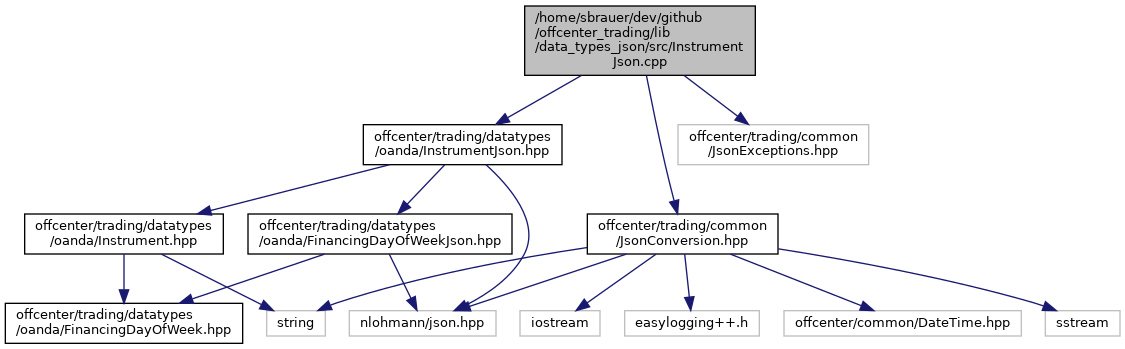 /home/sbrauer/dev/github
/offcenter_trading/lib
/data_types_json/src/Instrument
Json.cpp
offcenter/trading/datatypes
/oanda/InstrumentJson.hpp
offcenter/trading/common
/JsonExceptions.hpp
offcenter/trading/datatypes
/oanda/Instrument.hpp
offcenter/trading/datatypes
/oanda/FinancingDayOfWeekJson.hpp
offcenter/trading/common
/JsonConversion.hpp
offcenter/trading/datatypes
/oanda/FinancingDayOfWeek.hpp
string
nlohmann/json.hpp
iostream
easylogging++.h
offcenter/common/DateTime.hpp
sstream